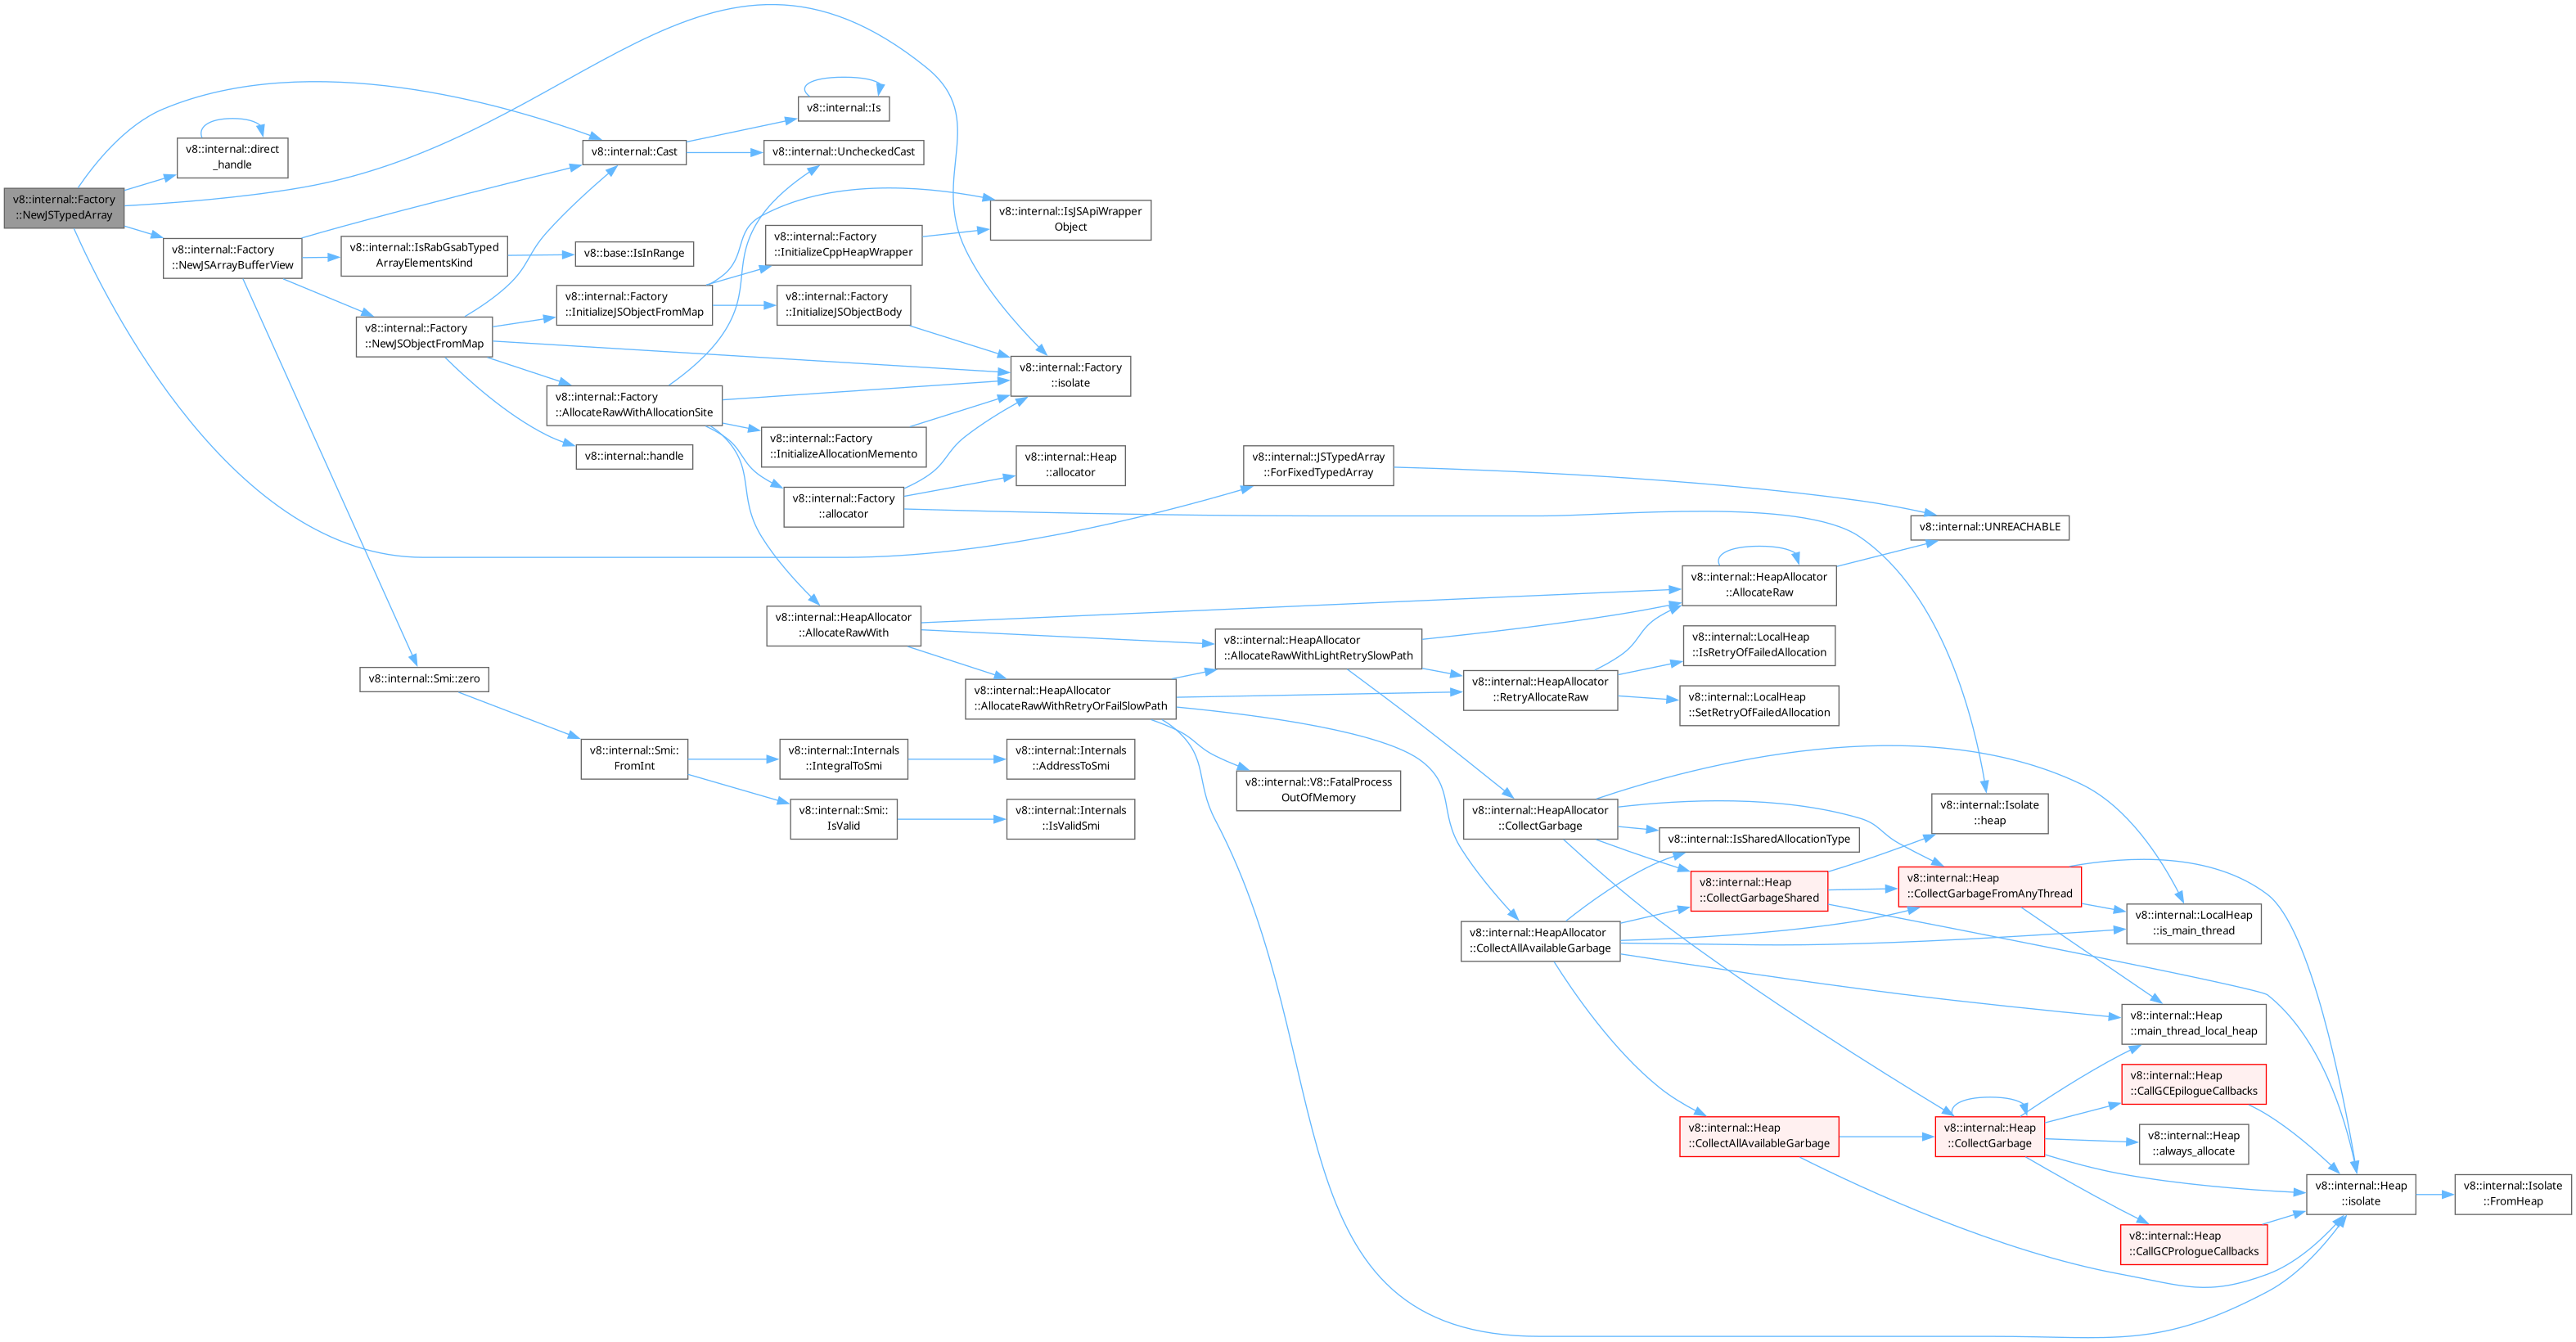 v8::internal::Factory
::NewJSTypedArray
v8::internal::direct
_handle
v8::internal::Factory
::NewJSArrayBufferView
v8::internal::IsRabGsabTyped
ArrayElementsKind
v8::internal::Factory
::NewJSObjectFromMap
v8::internal::Smi::zero
v8::internal::Cast
v8::base::IsInRange
v8::internal::Factory
::InitializeJSObjectFromMap
v8::internal::Factory
::AllocateRawWithAllocationSite
v8::internal::handle
v8::internal::Smi::
FromInt
v8::internal::Is
v8::internal::UncheckedCast
v8::internal::Factory
::InitializeCppHeapWrapper
v8::internal::Factory
::InitializeJSObjectBody
v8::internal::Factory
::InitializeAllocationMemento
v8::internal::Factory
::allocator
v8::internal::HeapAllocator
::AllocateRawWith
v8::internal::Internals
::IntegralToSmi
v8::internal::Smi::
IsValid
v8::internal::IsJSApiWrapper
Object
v8::internal::Factory
::isolate
v8::internal::Heap
::allocator
v8::internal::HeapAllocator
::AllocateRawWithRetryOrFailSlowPath
v8::internal::Internals
::AddressToSmi
v8::internal::Internals
::IsValidSmi
v8::internal::JSTypedArray
::ForFixedTypedArray
v8::internal::HeapAllocator
::AllocateRawWithLightRetrySlowPath
v8::internal::V8::FatalProcess
OutOfMemory
v8::internal::HeapAllocator
::RetryAllocateRaw
v8::internal::HeapAllocator
::CollectGarbage
v8::internal::HeapAllocator
::CollectAllAvailableGarbage
v8::internal::HeapAllocator
::AllocateRaw
v8::internal::LocalHeap
::IsRetryOfFailedAllocation
v8::internal::LocalHeap
::SetRetryOfFailedAllocation
v8::internal::IsSharedAllocationType
v8::internal::Heap
::CollectGarbageShared
v8::internal::Heap
::CollectAllAvailableGarbage
v8::internal::UNREACHABLE
v8::internal::Isolate
::heap
v8::internal::Heap
::CollectGarbageFromAnyThread
v8::internal::Heap
::CollectGarbage
v8::internal::LocalHeap
::is_main_thread
v8::internal::Heap
::main_thread_local_heap
v8::internal::Heap
::CallGCEpilogueCallbacks
v8::internal::Heap
::always_allocate
v8::internal::Heap
::CallGCPrologueCallbacks
v8::internal::Heap
::isolate
v8::internal::Isolate
::FromHeap